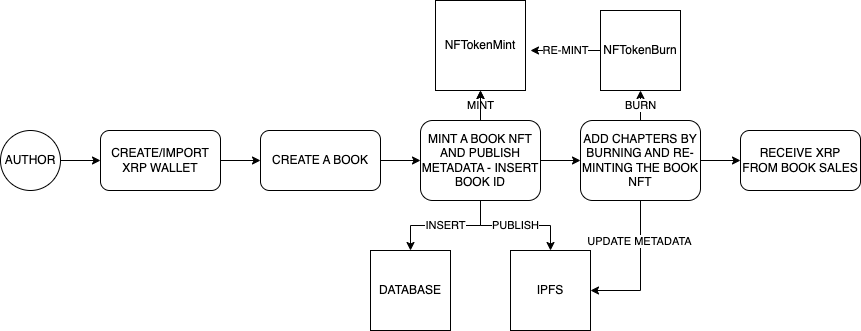 NFTokenMint
RE-MINT
NFTokenBurn
MINT
BURN
AUTHOR
CREATE/IMPORT
XRP WALLET
CREATE A BOOK
MINT A BOOK NFT
AND PUBLISH
METADATA - INSERT
BOOK ID
ADD CHAPTERS BY
BURNING AND RE-
MINTING THE BOOK
NFT
RECEIVE XRP
FROM BOOK SALES
INSERT
PUBLISH
UPDATE METADATA
DATABASE
IPFS